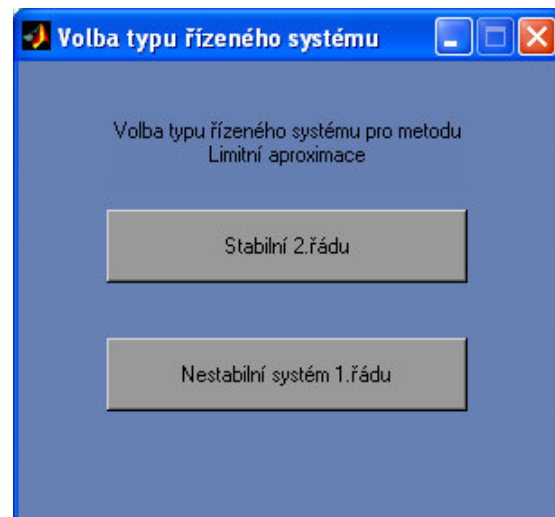 Volba typu řízeného systému
Volba typu řízeného systému pro metodu
Limitní aproximace
Stabilní 2.řádu
Nestabilní systém 1.řádu